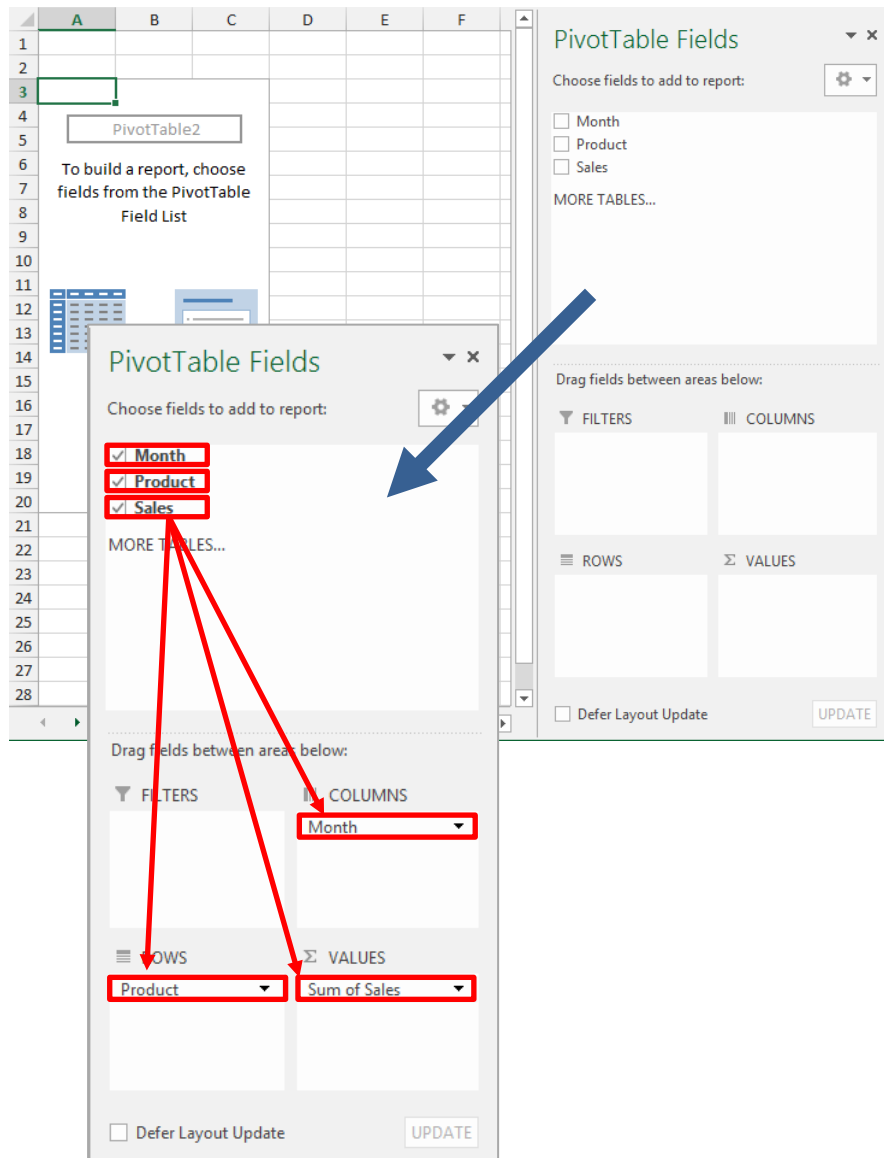 A B C D E F
1
2
3
4
5
6
7
8
9
10
11
12
13
14
15
16
17
18
19
20
21
22
23
24
25
26
27
28
PivotTable2
To build a report, choose
fields from the PivotTable
Field List
PivotTable Fields
Choose fields to add to report:
Month
Product
Sales
MORE TABLES...
Drag fields between areas below:
FILTERS
COLUMNS
ROWS
Σ VALUES
Defer Layout Update
UPDATE
PivotTable Fields
Choose fields to add to report:
Month
Product
Sales
MORE TABLES...
Drag fields between areas below:
FILTERS
COLUMNS
Month
ROWS
Σ VALUES
Product
Sum of Sales
Defer Layout Update
UPDATE